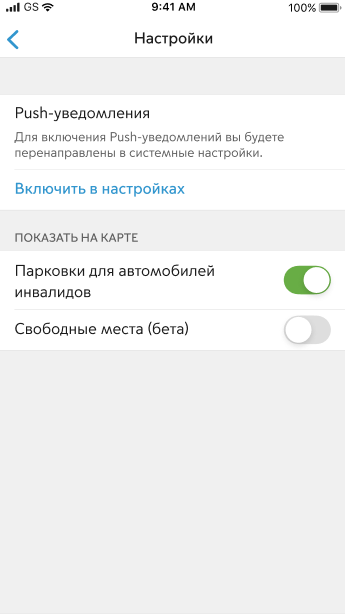 GS 9:41 AM 100%
Настройки
Push-уведомления
Для включения Push-уведомлений вы будете
перенаправлены в системные настройки.
Включить в настройках
ПОКАЗАТЬ НА КАРТЕ
Парковки для автомобилей
инвалидов
Свободные места (бета)